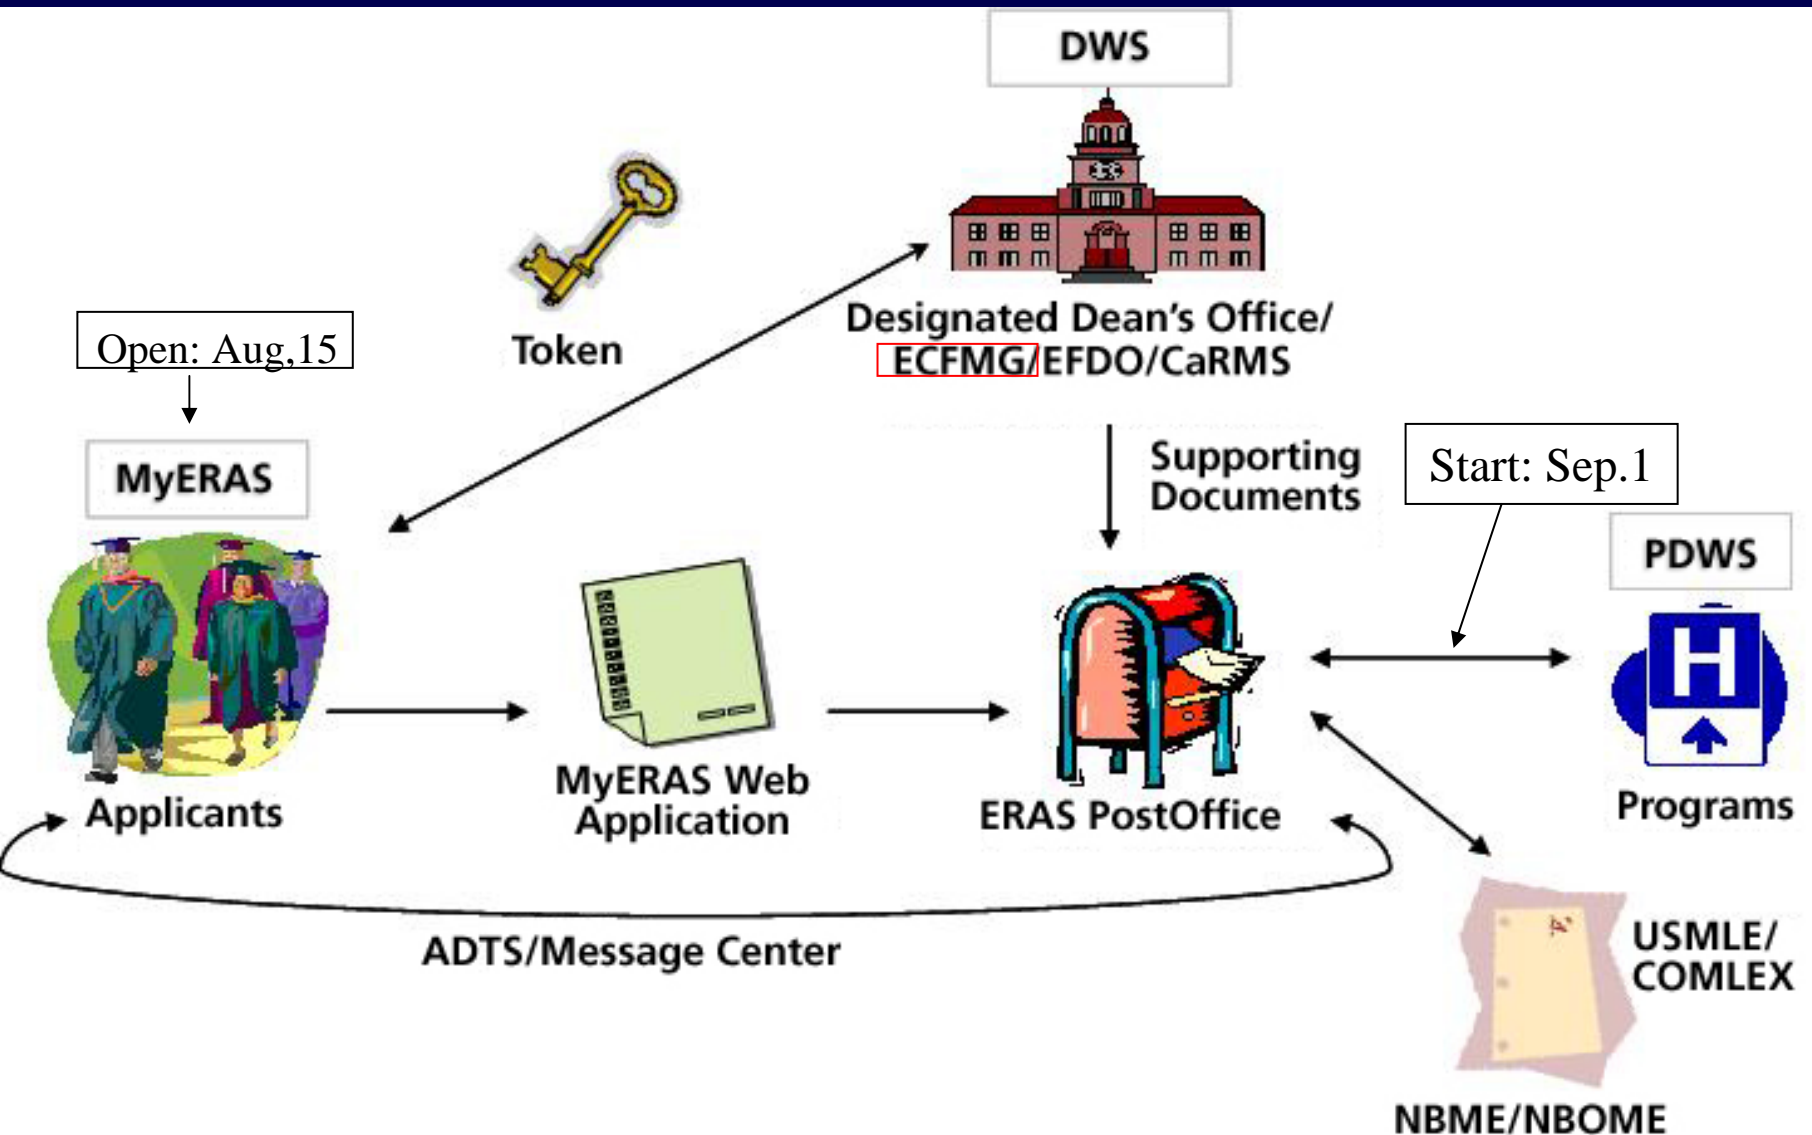 DWS
Token
Designated Dean's Office/
ECFMG/EFDO/CaRMS
Open: Aug,15
MyERAS
Supporting
Documents
Start: Sep.1
PDWS
H
Applicants
MyERAS Web
Application
ERAS PostOffice
Programs
ADTS/Message Center
USMLE/
COMLEX
NBME/NBOME